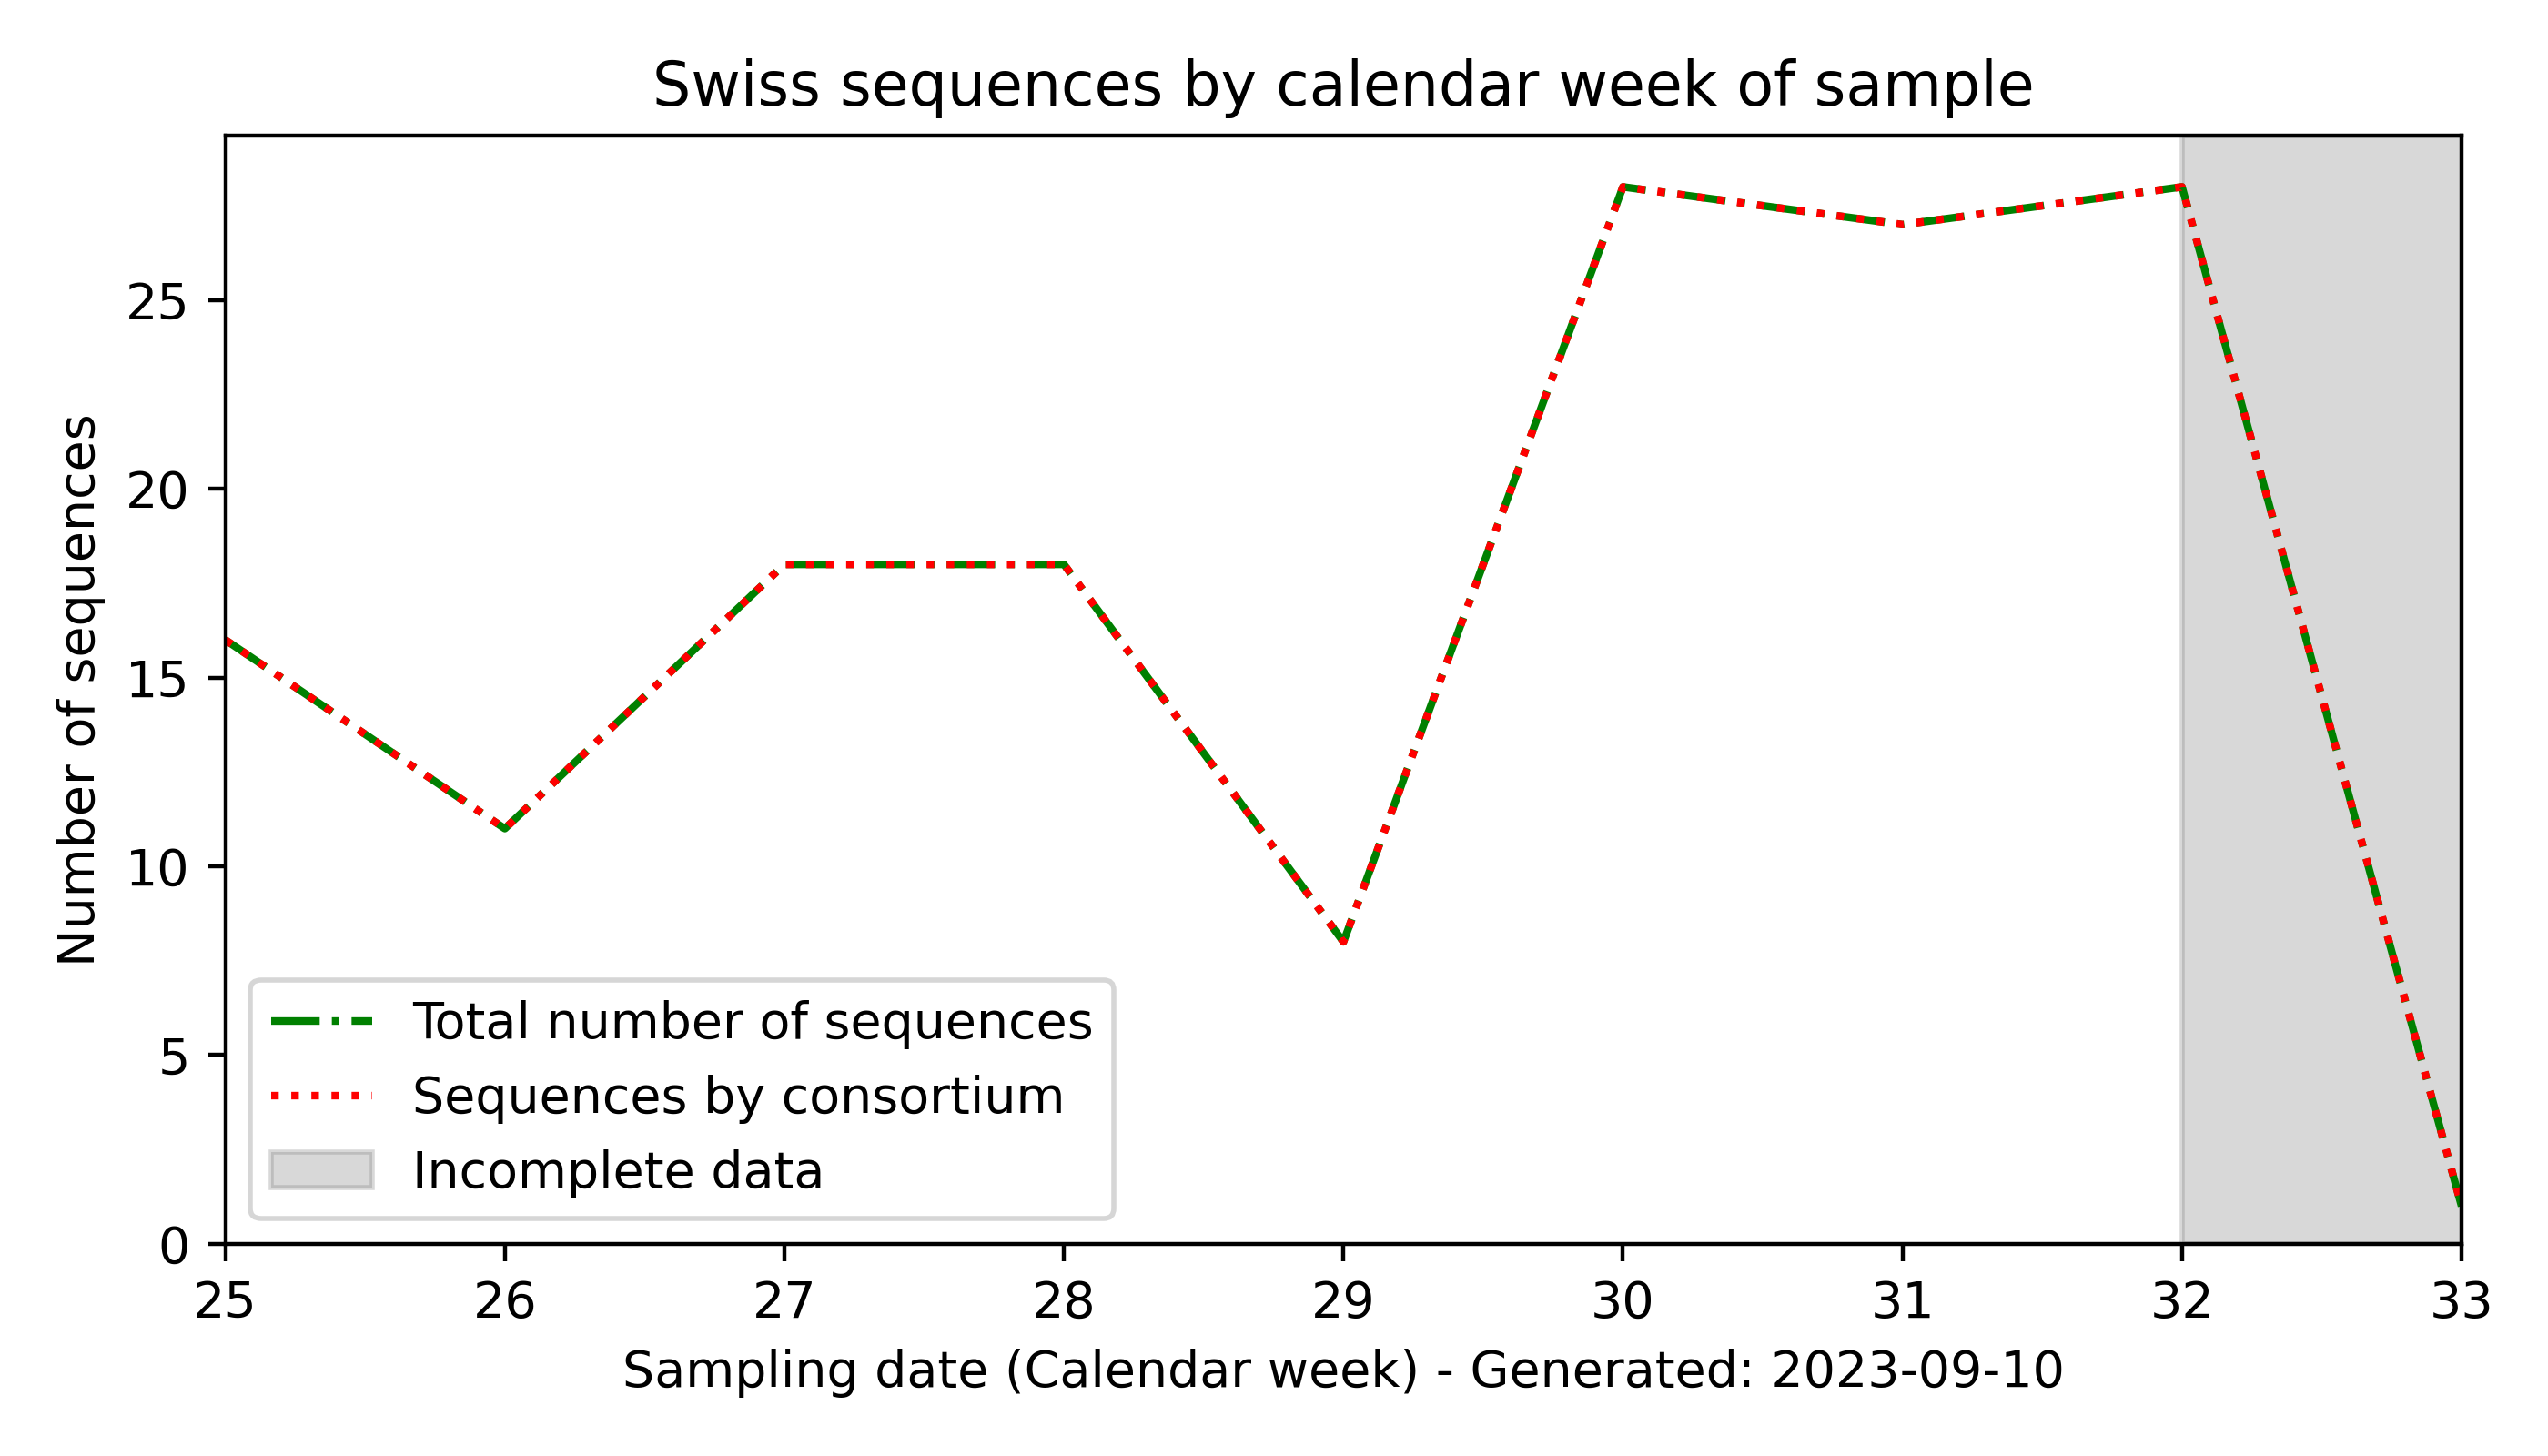 Swiss sequences by calendar week of sample
Number of sequences
25
20
15
10
5
0
Total number of sequences
Sequences by consortium
Incomplete data
25 26 27 28 29 30 31 32 33
Sampling date (Calendar week) - Generated: 2023-09-10